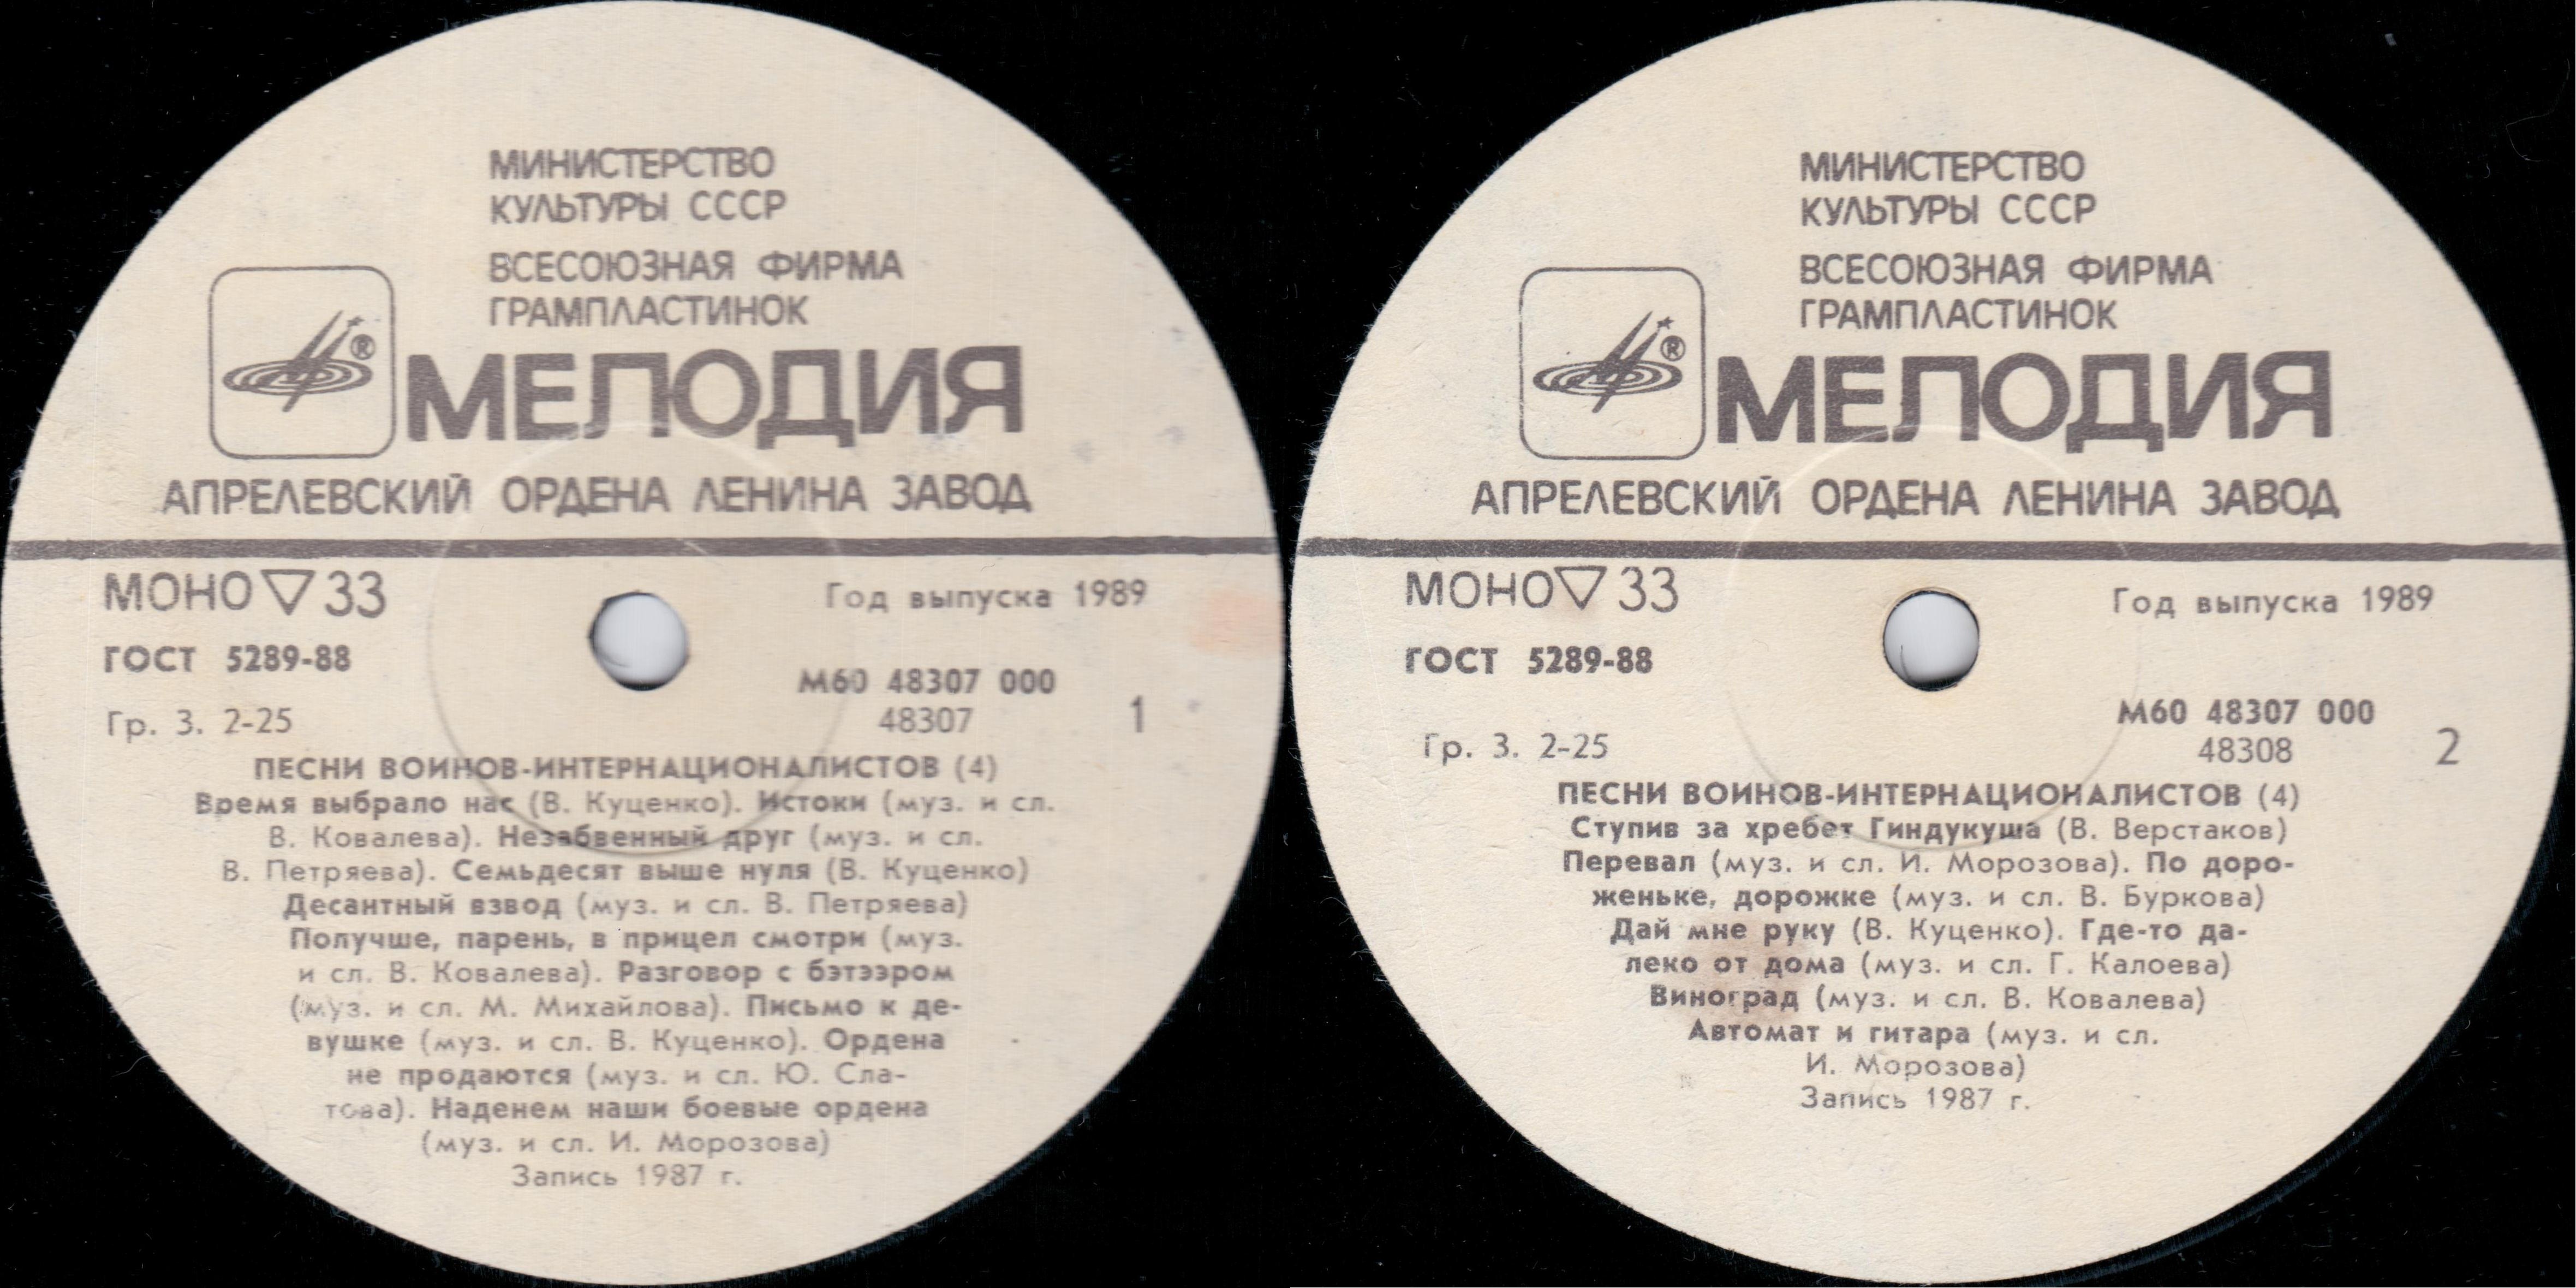 МИНИСТЕРСТВО
КУЛЬТУРЫ СССР
ВСЕСОЮЗНАЯ ФИРМА
ГРАМПЛАСТИНОК
®
МЕЛОДИЯ
АПРЕЛЕВСКИЙ ОРДЕНА ЛЕНИНА ЗАВОД
МОНО ▽ 33
Год выпуска 1989
ГОСТ 5289-88
М60 48307 000
Гр. 3. 2-25
48307
1
ПЕСНИ ВОИНОВ-ИНТЕРНАЦИОНАЛИСТОВ (4)
Время выбрало нас (В. Куценко). Истоки (муз. и сл.
В. Ковалева). Незабвенный друг (муз. и сл.
В. Петряева). Семьдесят выше нуля (В. Куценко)
Десантный взвод (муз. и сл. В. Петряева)
Получше, парень, в прицел смотри (муз.
и сл. В. Ковалева). Разговор с бэтээром
(муз. и сл. М. Михайлова). Письмо к де-
вушке (муз. и сл. В. Куценко). Ордена
не продаются (муз. и сл. Ю. Сла-
това). Наденем наши боевые ордена
(муз. и сл. И. Морозова)
Запись 1987 г.
МИНИСТЕРСТВО
КУЛЬТУРЫ СССР
ВСЕСОЮЗНАЯ ФИРМА
ГРАМПЛАСТИНОК
®
МЕЛОДИЯ
АПРЕЛЕВСКИЙ ОРДЕНА ЛЕНИНА ЗАВОД
МОНО ▽ 33
Год выпуска 1989
ГОСТ 5289-88
М60 48307 000
Гр. 3. 2-25
48308
2
ПЕСНИ ВОИНОВ-ИНТЕРНАЦИОНАЛИСТОВ (4)
Ступив за хребет Гиндукуша (В. Верстаков)
Перевал (муз. и сл. И. Морозова). По доро-
женьке, дорожке (муз. и сл. В. Буркова)
Дай мне руку (В. Куценко). Где-то да-
леко от дома (муз. и сл. Г. Калоева)
Виноград (муз. и сл. В. Ковалева)
Автомат и гитара (муз. и сл.
И. Морозова)
Запись 1987 г.